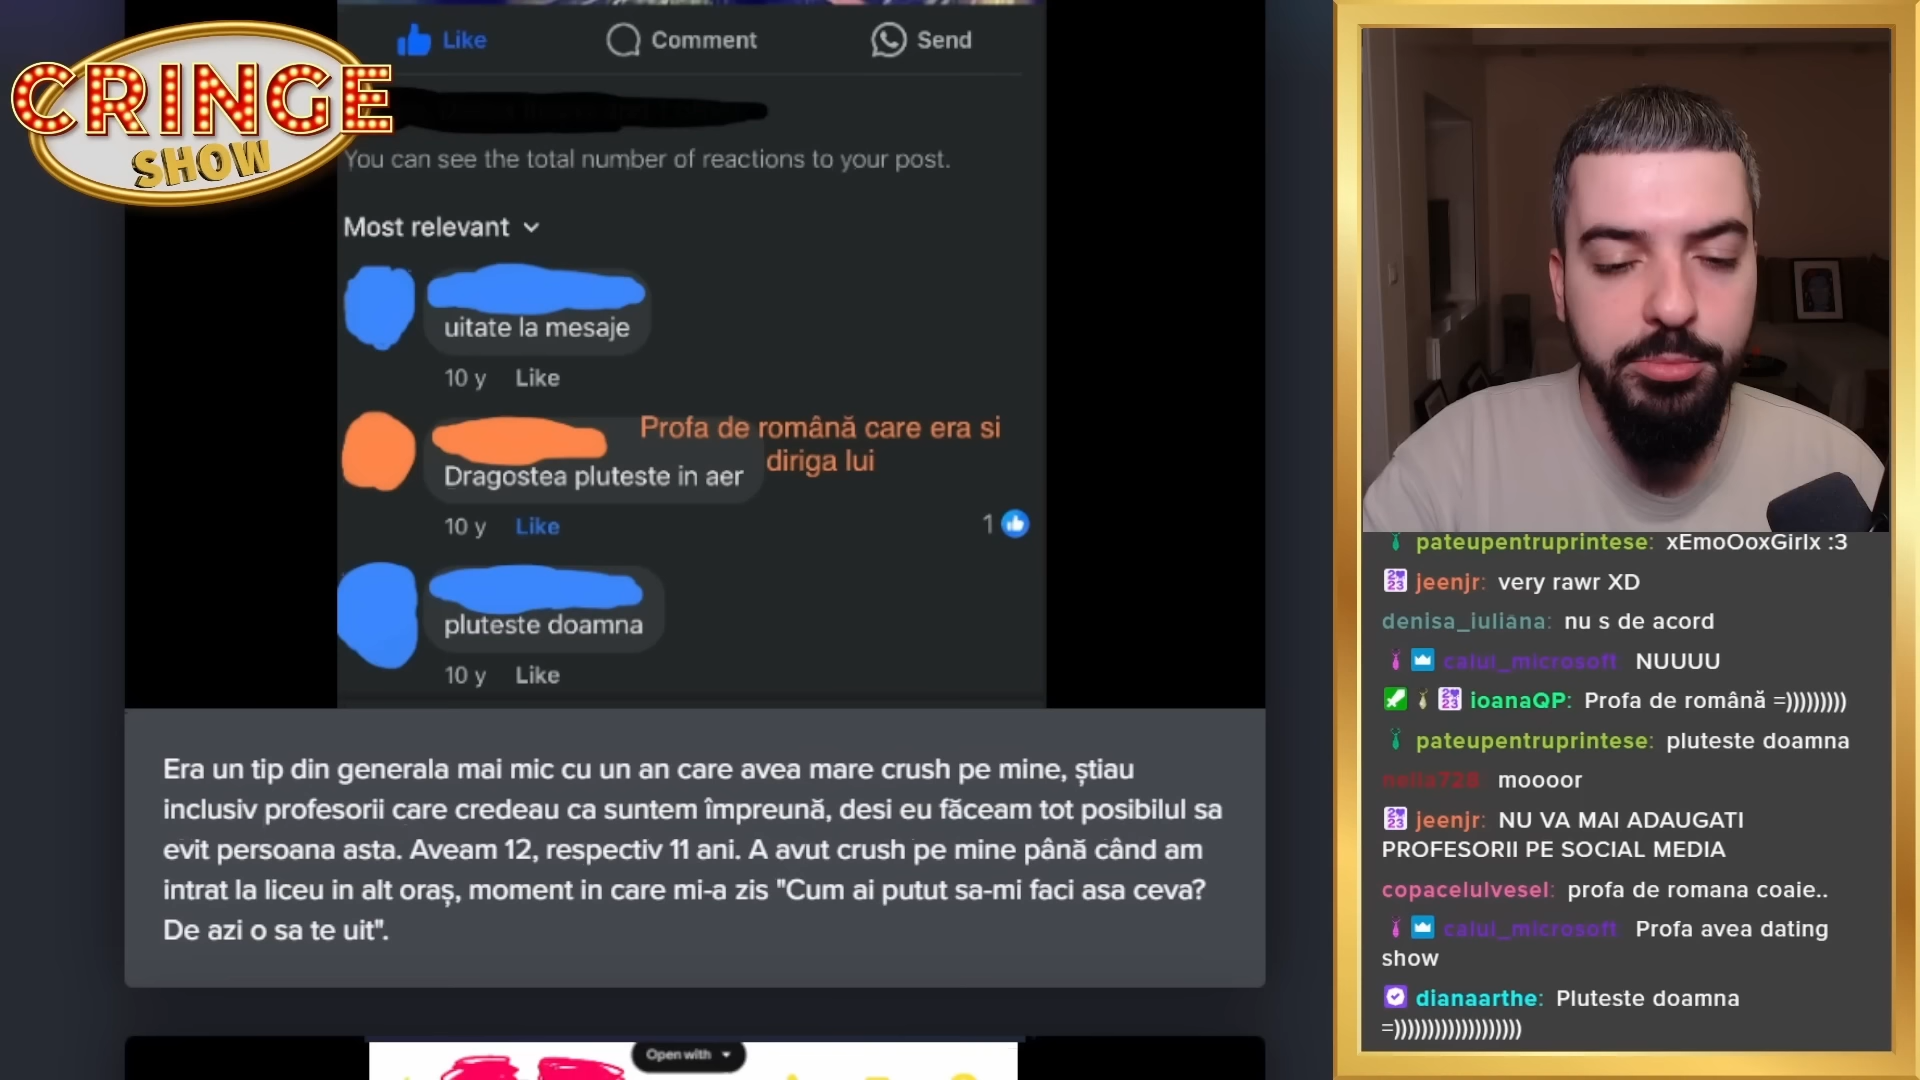 CRINGE
SHOW
Like
Comment
Send
You can see the total number of reactions to your post.
Most relevant
uitate la mesaje
10 y Like
Profa de română care era si
diriga lui
Dragostea pluteste in aer
10 y Like
1
pluteste doamna
10 y Like
Era un tip din generala mai mic cu un an care avea mare crush pe mine, știau
inclusiv profesorii care credeau ca suntem împreună, desi eu făceam tot posibilul sa
evit persoana asta. Aveam 12, respectiv 11 ani. A avut crush pe mine până când am
intrat la liceu in alt oraș, moment in care mi-a zis "Cum ai putut sa-mi faci asa ceva?
De azi o sa te uit".
Open with
pateupentruprintese: xEmoOoxGirlx :3
jeenjr: very rawr XD
denisa_iuliana: nu s de acord
calui_microsoft: NUUUU
ioanaQP: Profa de română =)))))))))
pateupentruprintese: pluteste doamna
nella728: moooor
jeenjr: NU VA MAI ADAUGATI
PROFESORII PE SOCIAL MEDIA
copacelulvesel: profa de romana coaie..
calui_microsoft: Profa avea dating
show
dianaarthe: Pluteste doamna
=)))))))))))))))))))